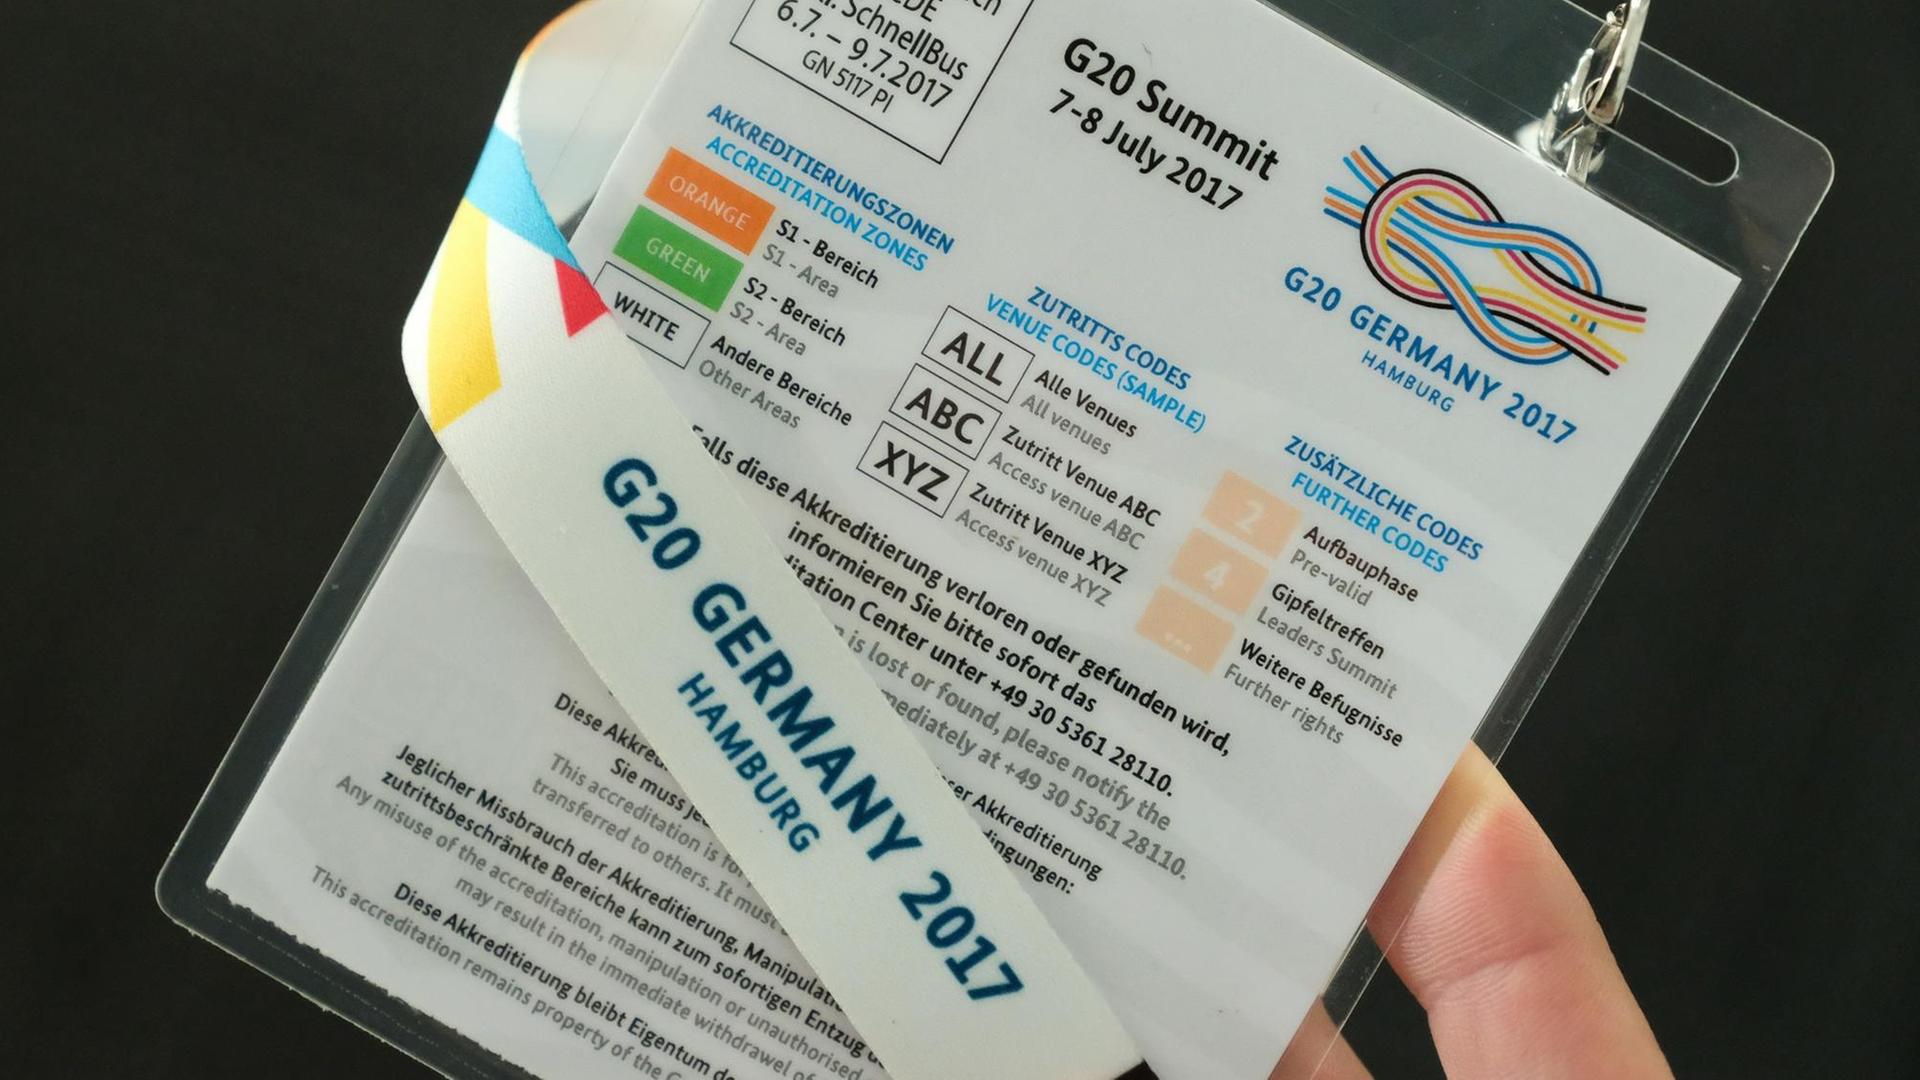 SchnellBus
6.7. – 9.7.2017
GN 5117 PI
G20 Summit
7-8 July 2017
G20 GERMANY 2017
HAMBURG
AKKREDITIERUNGSZONEN
ACCREDITATION ZONES
ORANGE
S1 - Bereich
S1 - Area
GREEN
S2 - Bereich
S2 - Area
WHITE
Andere Bereiche
Other Areas
ZUTRITTS CODES
VENUE CODES (SAMPLE)
ALL
Alle Venues
All venues
ABC
Zutritt Venue ABC
Access venue ABC
XYZ
Zutritt Venue XYZ
Access venue XYZ
ZUSÄTZLICHE CODES
FURTHER CODES
2
Aufbauphase
Pre-valid
4
Gipfeltreffen
Leaders Summit
...
Weitere Befugnisse
Further rights
Falls diese Akkreditierung verloren oder gefunden wird,
informieren Sie bitte sofort das
Center unter +49 30 5361 28110.
is lost or found, please notify the
at +49 30 5361 28110.
Akkreditierung
Diese
Sie muss
This accreditation is
transferred to others. It must
Jeglicher Missbrauch der Akkreditierung,
zutrittsbeschränkte Bereiche kann zum sofortigen Entzug
Any misuse of the accreditation, manipulation or unauthorised
may result in the immediate withdrawal of
Diese Akkreditierung bleibt Eigentum
This accreditation remains property of the
G20 GERMANY 2017
HAMBURG